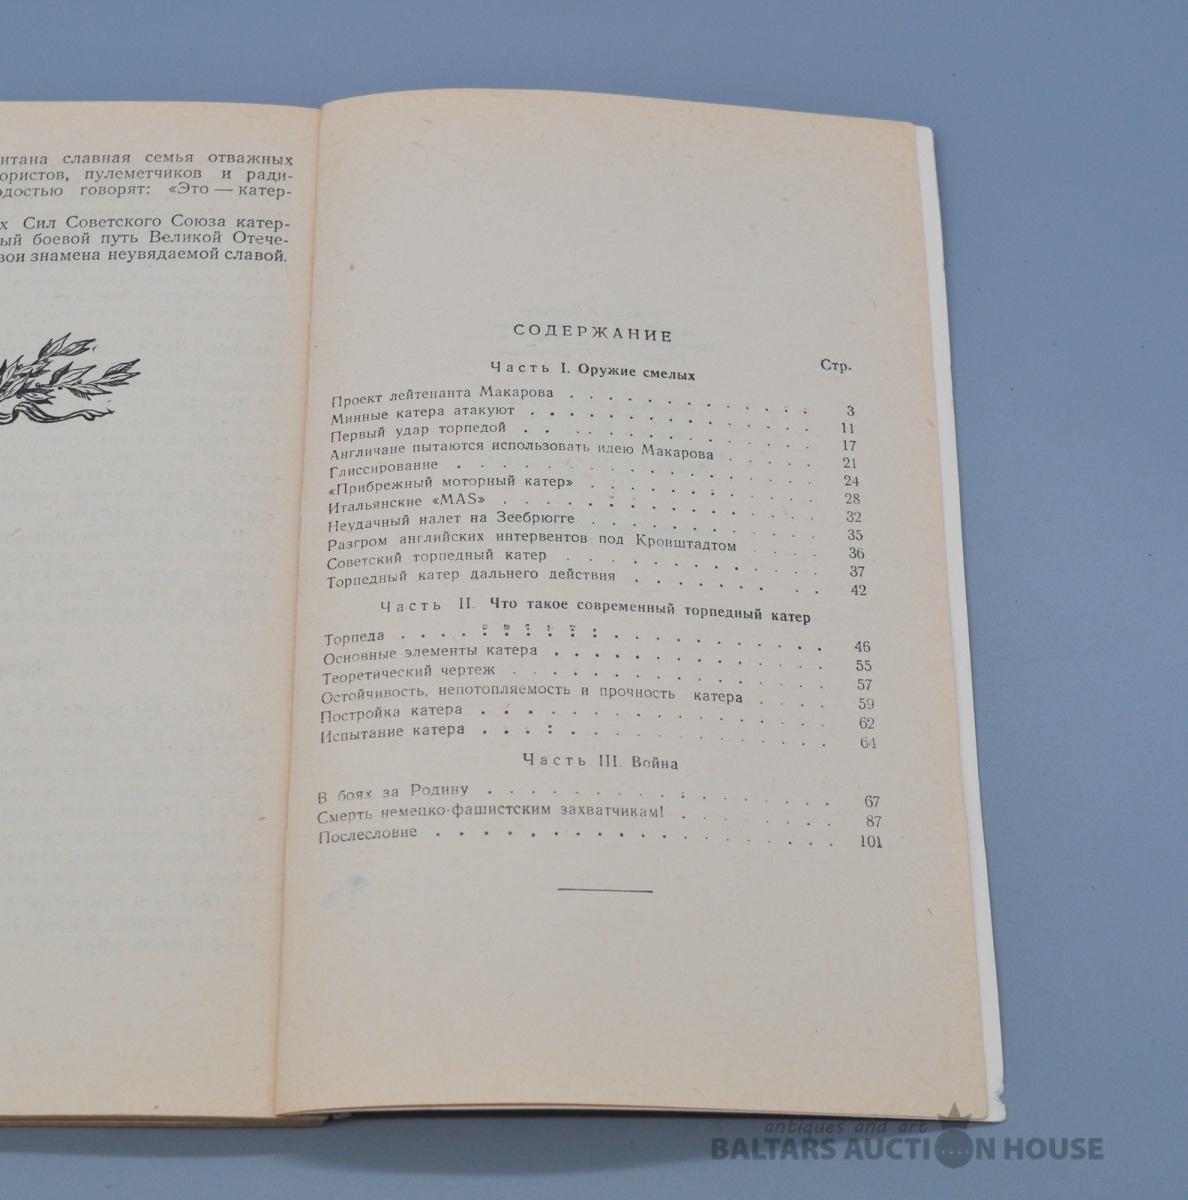 итана славная семья отважных
ористов, пулеметчиков и ради-
достью говорят: «Это — катер-
х Сил Советского Союза катер-
ный боевой путь Великой Отече-
вои знамена неувядаемой славой.
СОДЕРЖАНИЕ
Стр.
Часть I. Оружие смелых
Проект лейтенанта Макарова . . . . . . . . . . . 3
Минные катера атакуют . . . . . . . . . . . . 11
Первый удар торпедой . . . . . . . . . . . . 17
Англичане пытаются использовать идею Макарова . . . . . 21
Глиссирование . . . . . . . . . . . . . . 24
«Прибрежный моторный катер» . . . . . . . . . . 28
Итальянские «MAS» . . . . . . . . . . . . . 32
Неудачный налет на Зеебрюгге . . . . . . . . . . 35
Разгром английских интервентов под Кронштадтом . . . . 36
Советский торпедный катер . . . . . . . . . . . 37
Торпедный катер дальнего действия . . . . . . . . 42
Часть II. Что такое современный торпедный катер
Торпеда . . . . . . . . . . . . . . . . 46
Основные элементы катера . . . . . . . . . . . 55
Теоретический чертеж . . . . . . . . . . . . 57
Остойчивость, непотопляемость и прочность катера . . . . 59
Постройка катера . . . . . . . . . . . . . 62
Испытание катера . . . . . . . . . . . . . 64
Часть III. Война
В боях за Родину . . . . . . . . . . . . . 67
Смерть немецко-фашистским захватчикам! . . . . . . 87
Послесловие . . . . . . . . . . . . . . 101
antiques and art
BALTARS AUCTION HOUSE